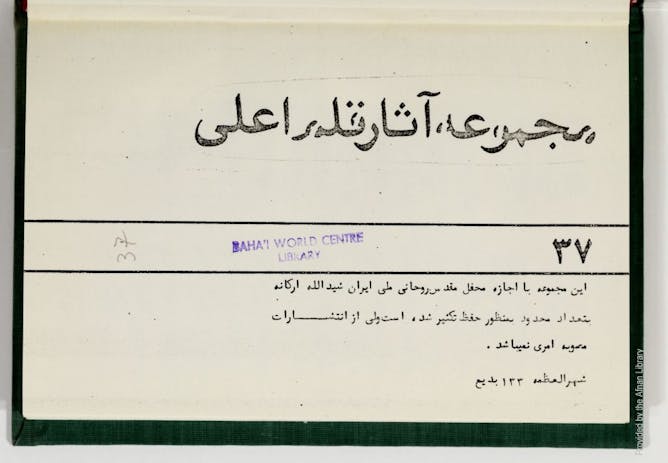 مجموعه آثار قلم اعلی
37
BAHA'I WORLD CENTRE
LIBRARY
۳۷
این مجموعه با اجازه محفل مقدس روحانی ملی ایران شیدالله ارکانه
بتعداد محدود بمنظور حفظ تکثیر شده است ولی از انتشارات
مصوبه امری نمیباشد .
شهرالعظمه ۱۳۳ بدیع
Provided by the Afnan Library